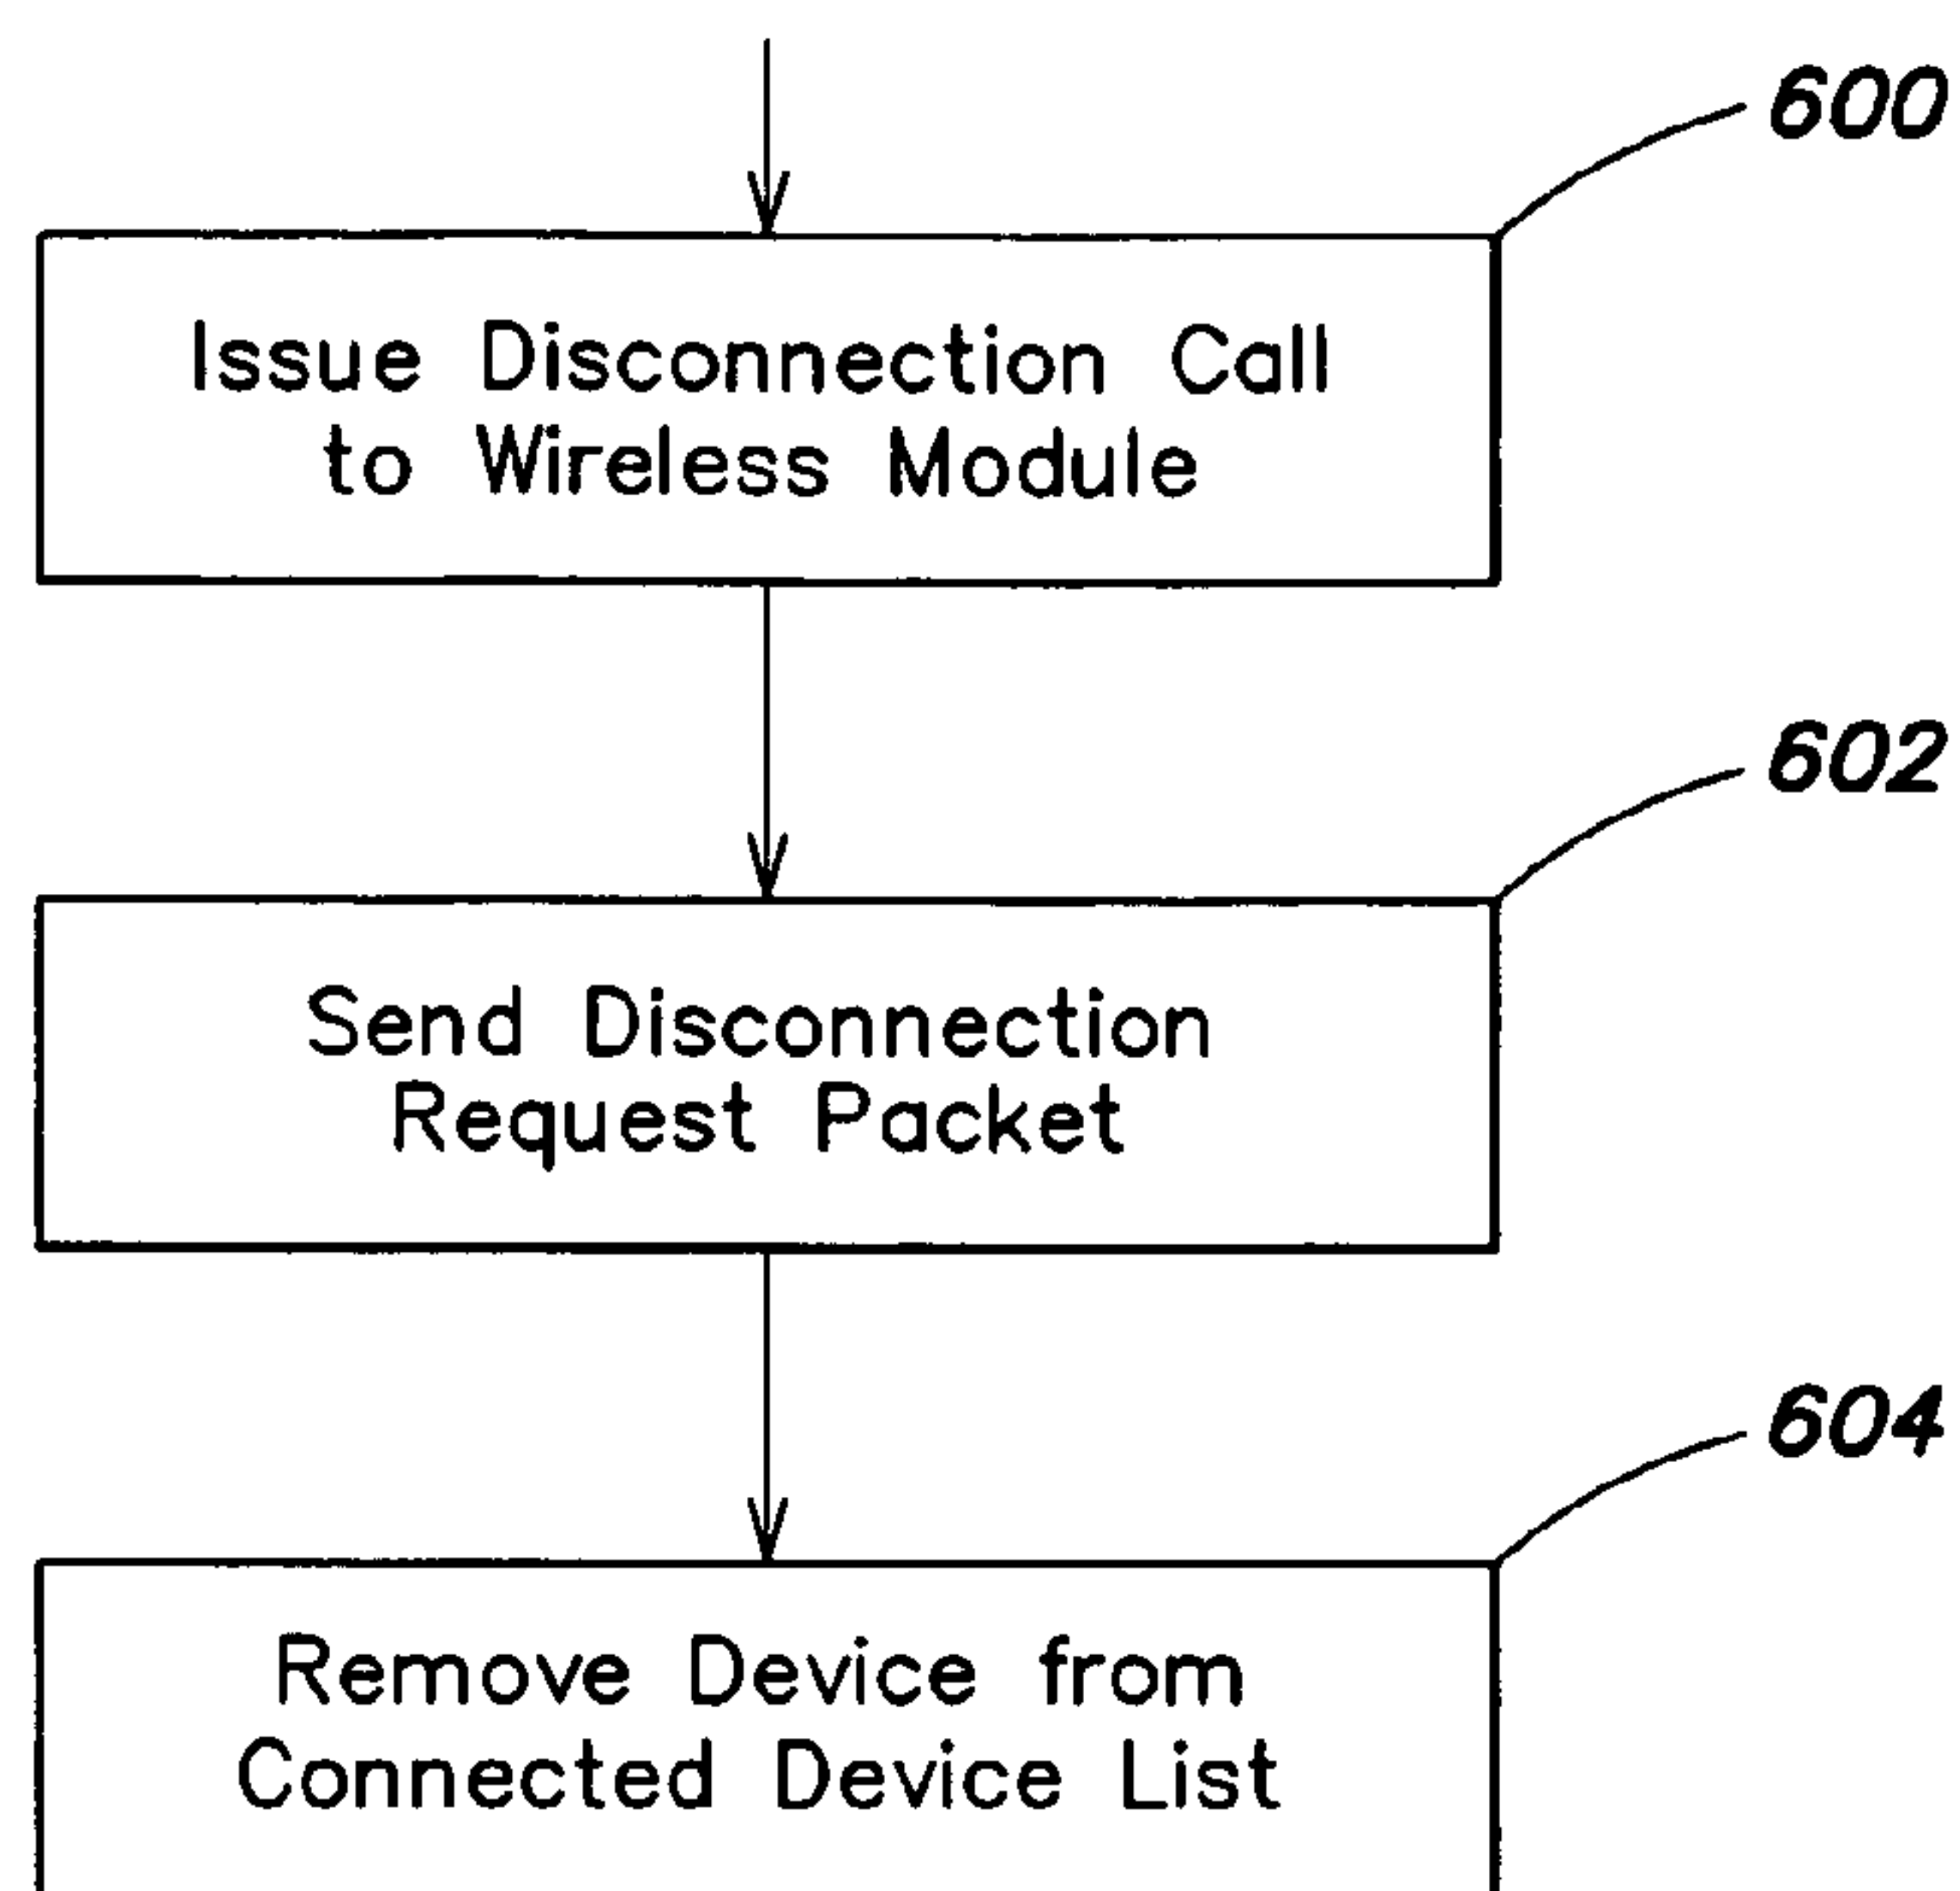 600
Issue Disconnection Call
to Wireless Module
602
Send Disconnection
Request Packet
604
Remove Device from
Connected Device List